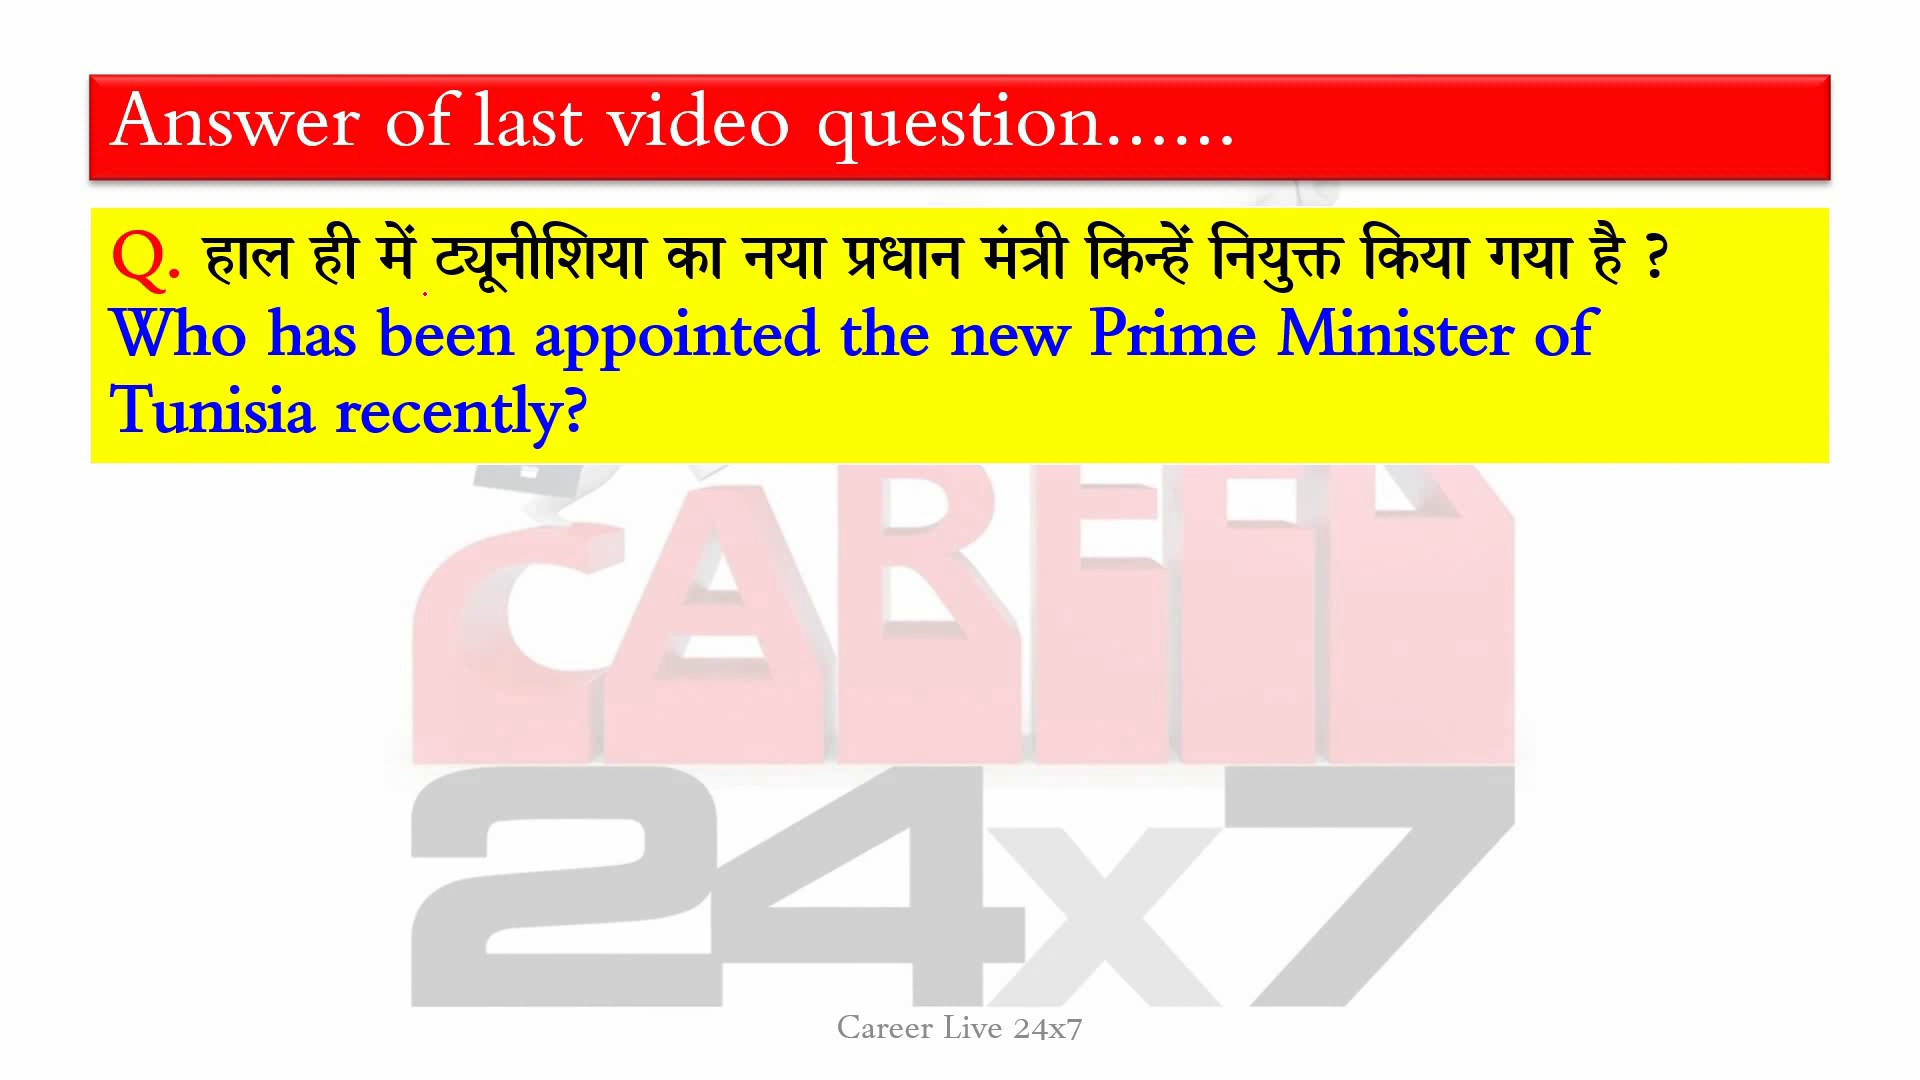 Answer of last video question......
Q. हाल ही में ट्यूनीशिया का नया प्रधान मंत्री किन्हें नियुक्त किया गया है ?
Who has been appointed the new Prime Minister of
Tunisia recently?
CAREER
24x7
Career Live 24x7